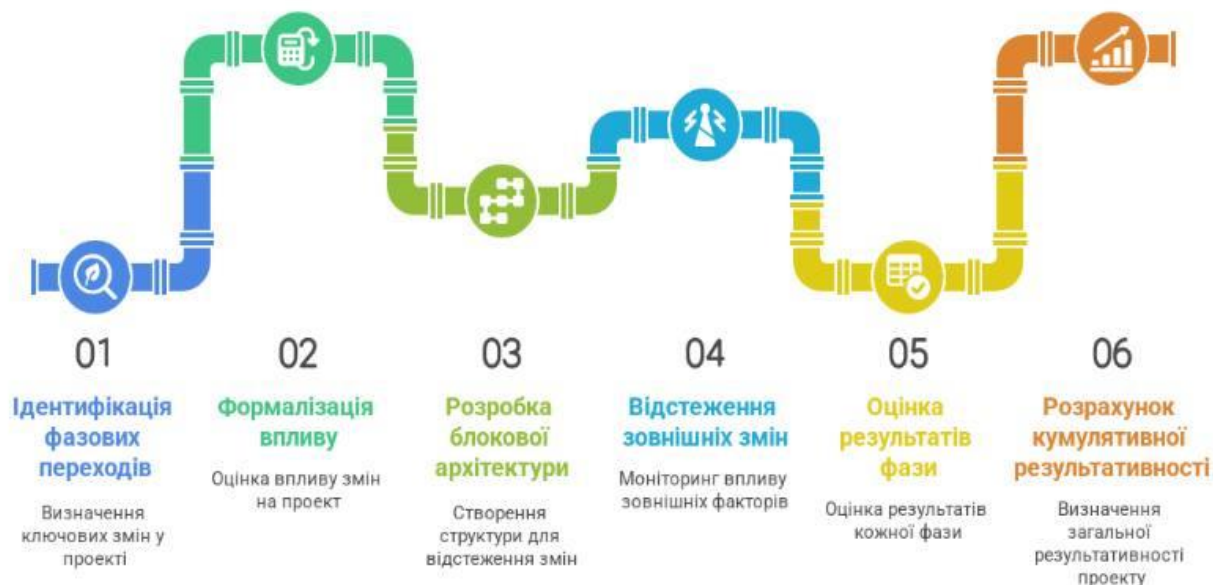 01
Ідентифікація
фазових
переходів
Визначення
ключових змін у
проекті
02
Формалізація
впливу
Оцінка впливу змін
на проект
03
Розробка
блокової
архітектури
Створення
структури для
відстеження змін
04
Відстеження
зовнішніх змін
Моніторинг впливу
зовнішніх факторів
05
Оцінка
результатів
фази
Оцінка результатів
кожної фази
06
Розрахунок
кумулятивної
результативності
Визначення
загальної
результативності
проекту